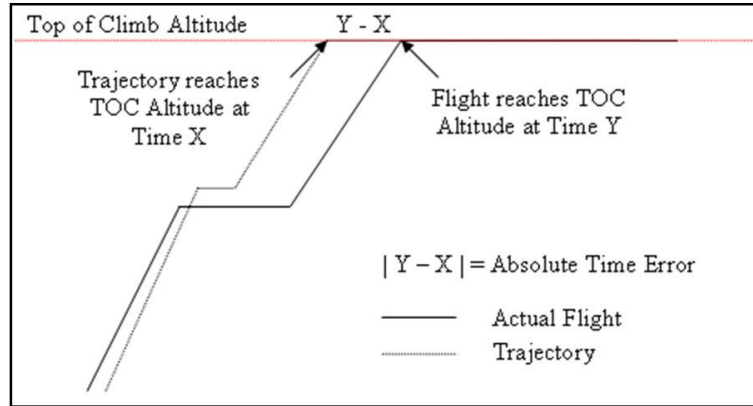 Top of Climb Altitude
Y - X
Trajectory reaches
TOC Altitude at
Time X
Flight reaches TOC
Altitude at Time Y
| Y – X | = Absolute Time Error
Actual Flight
Trajectory